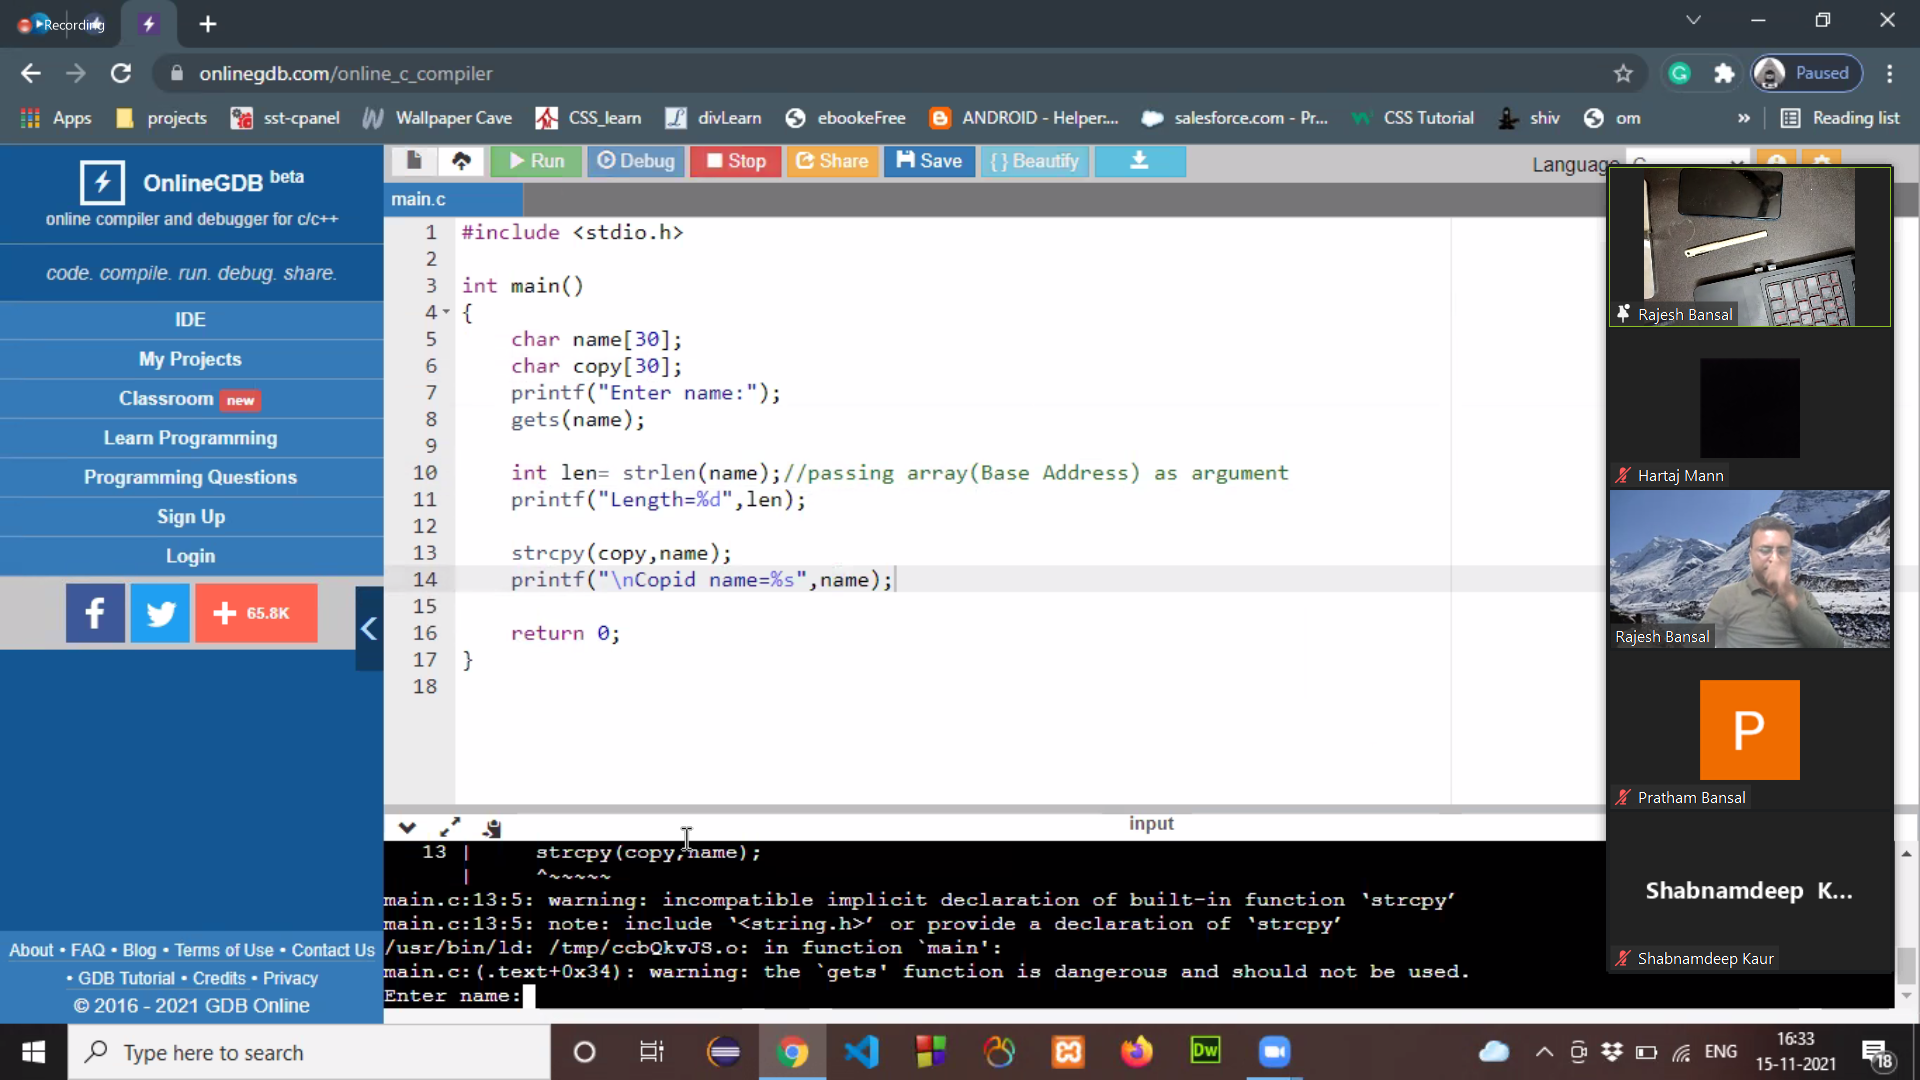 Recording
onlinegdb.com/online_c_compiler
Paused
Apps
projects
sst-cpanel
Wallpaper Cave
CSS_learn
divLearn
ebookeFree
ANDROID - Helper:...
salesforce.com - Pr...
CSS Tutorial
shiv
om
»
Reading list
OnlineGDB beta
online compiler and debugger for c/c++
code. compile. run. debug. share.
IDE
My Projects
Classroom new
Learn Programming
Programming Questions
Sign Up
Login
+ 65.8K
About • FAQ • Blog • Terms of Use • Contact Us
• GDB Tutorial • Credits • Privacy
© 2016 - 2021 GDB Online
Run
Debug
Stop
Share
Save
{ } Beautify
Language
main.c
1 #include <stdio.h>
2
3 int main()
4 {
5 char name[30];
6 char copy[30];
7 printf("Enter name:");
8 gets(name);
9
10 int len= strlen(name);//passing array(Base Address) as argument
11 printf("Length=%d",len);
12
13 strcpy(copy,name);
14 printf("\nCopid name=%s",name);
15
16 return 0;
17 }
18
input
13 | strcpy(copy,name);
| ^~~~~~
main.c:13:5: warning: incompatible implicit declaration of built-in function ‘strcpy’
main.c:13:5: note: include ‘<string.h>’ or provide a declaration of ‘strcpy’
/usr/bin/ld: /tmp/ccbQkvJS.o: in function `main':
main.c:(.text+0x34): warning: the `gets' function is dangerous and should not be used.
Enter name:
Rajesh Bansal
Hartaj Mann
Rajesh Bansal
P
Pratham Bansal
Shabnamdeep K...
Shabnamdeep Kaur
Type here to search
Dw
ENG
16:33
15-11-2021
18